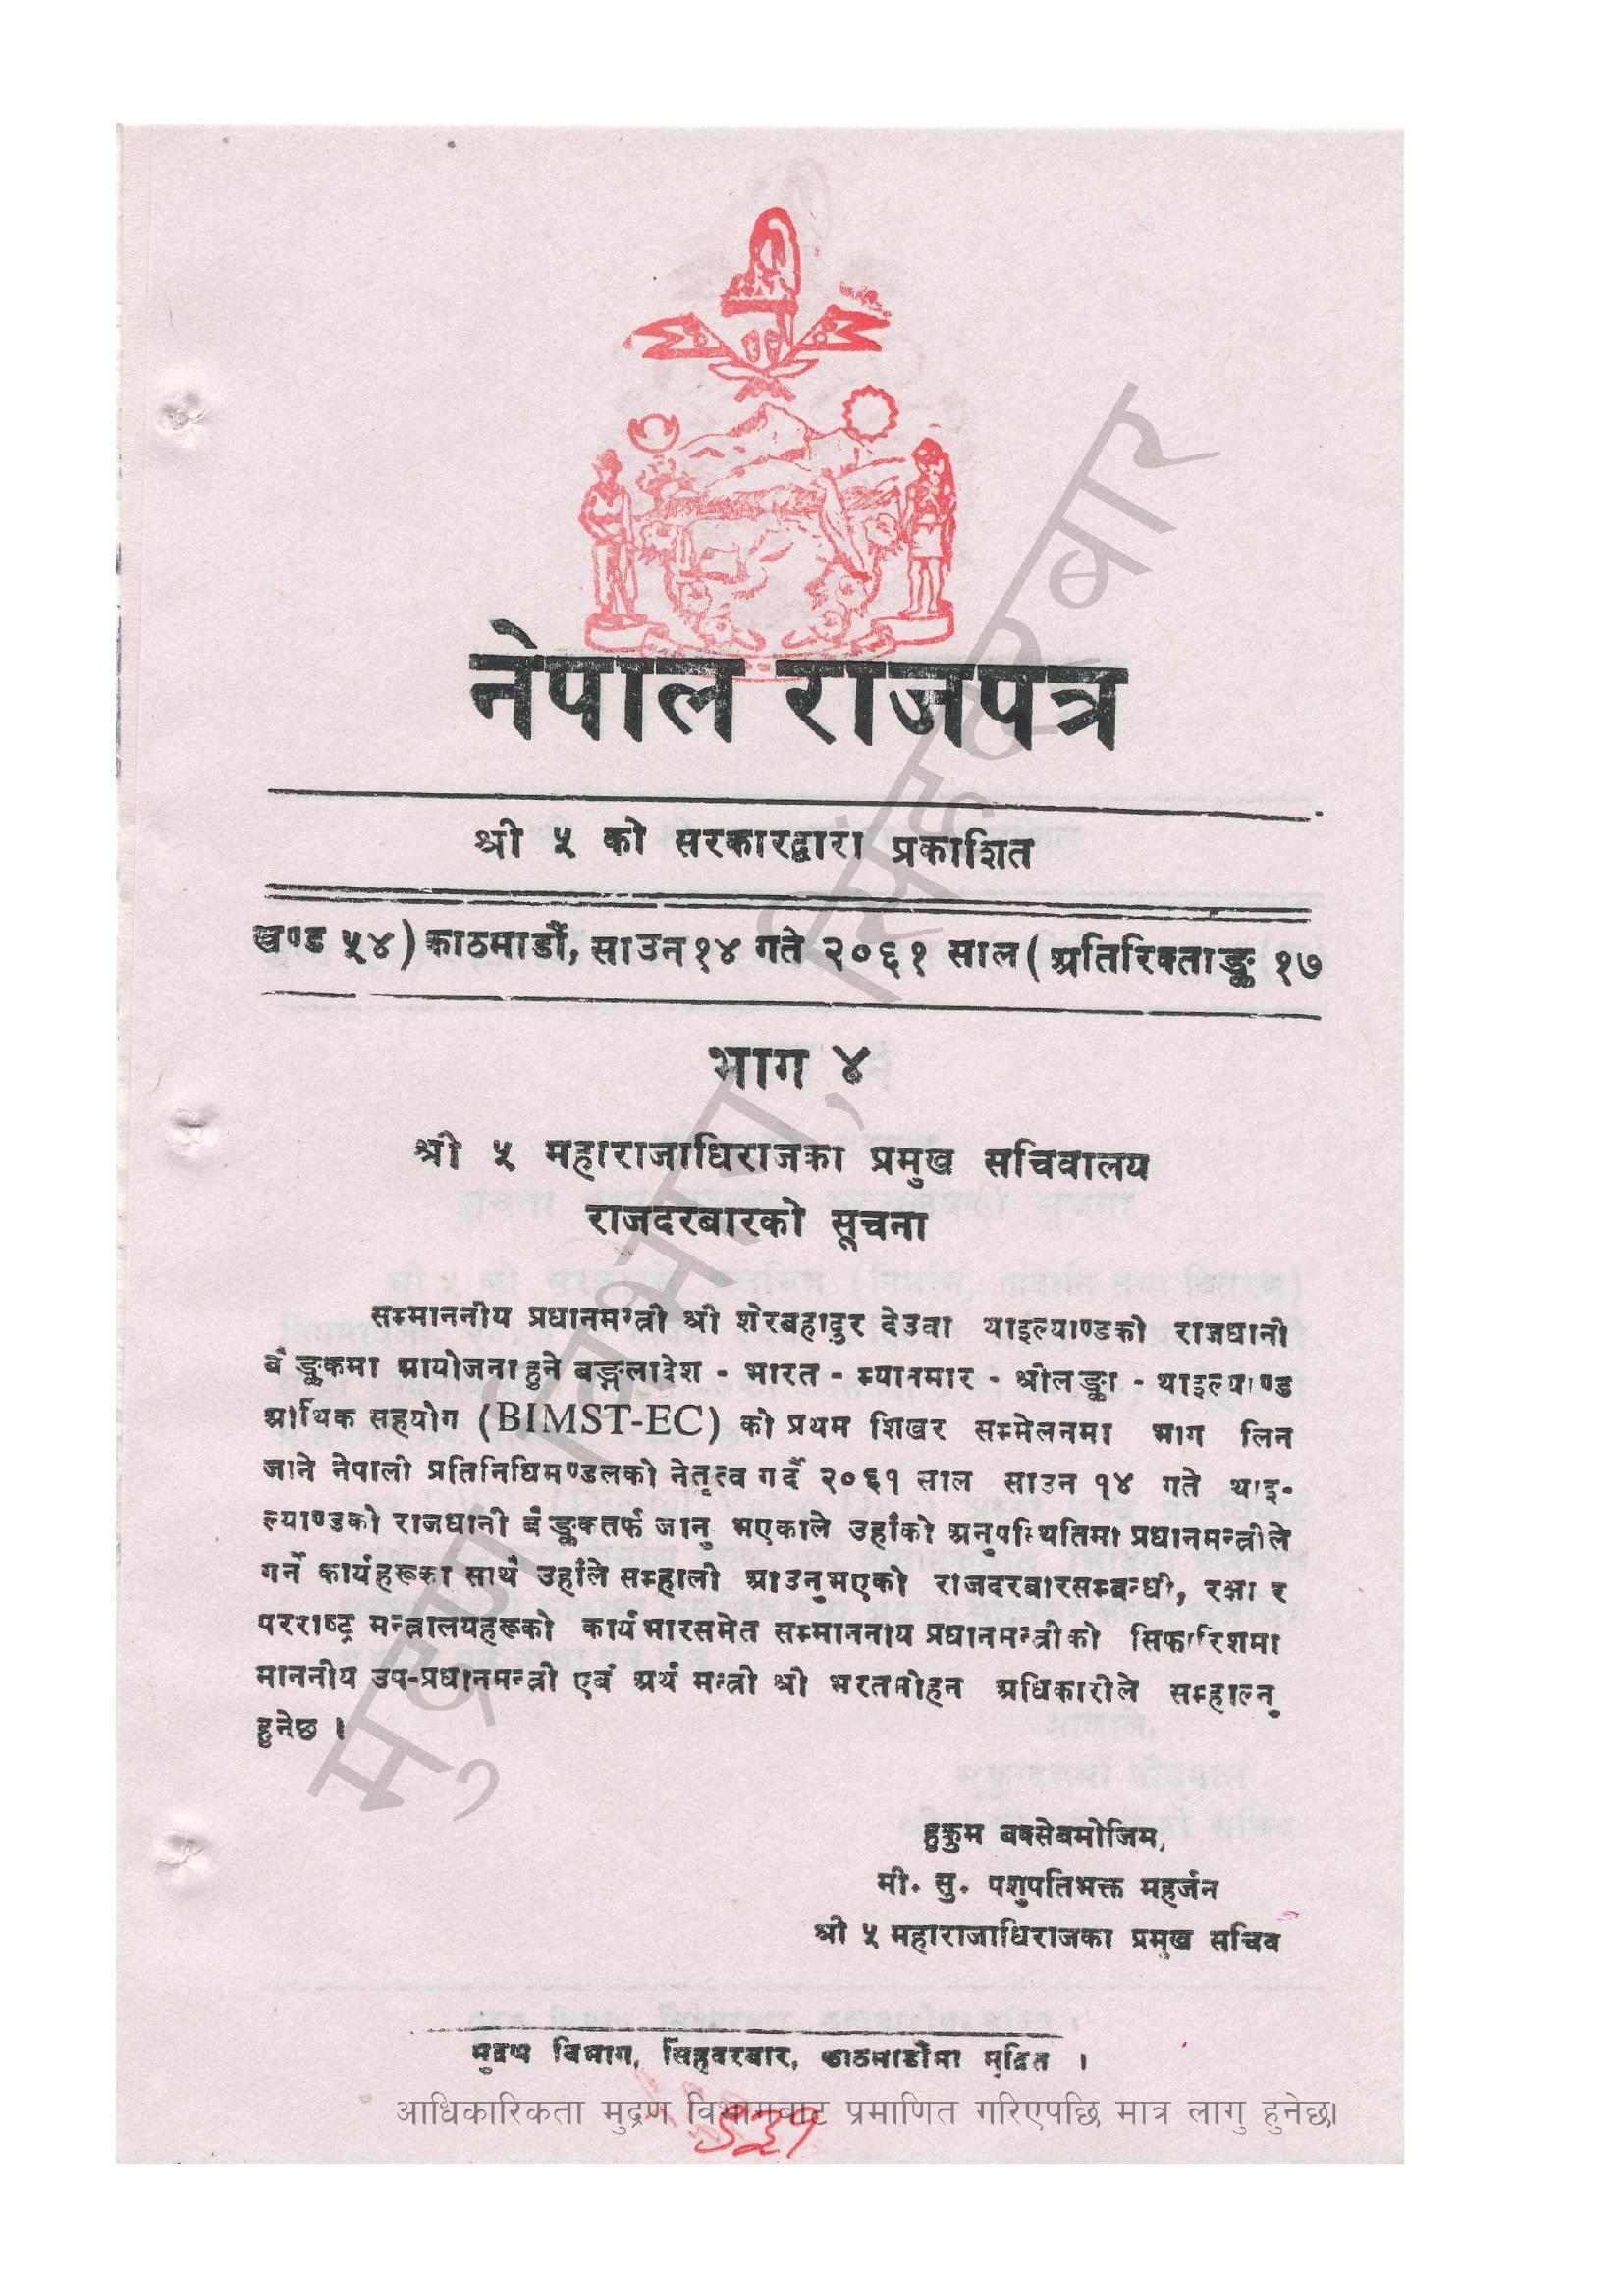 नेपाल राजपत्र
श्री ५ को सरकारद्वारा प्रकाशित
खण्ड ५४) काठमाडौं, साउन १४ गते २०६१ साल (अतिरिक्ताङ्क १७
भाग ४
श्री ५ महाराजाधिराजका प्रमुख सचिवालय
राजदरबारको सूचना
सम्माननीय प्रधानमन्त्री श्री शेरबहादुर देउवा थाइल्याण्डको राजधानी
बैङ्ककमा आयोजना हुने बङ्गलादेश - भारत - म्यानमार - श्रीलङ्का - थाइल्याण्ड
आर्थिक सहयोग (BIMST-EC) को प्रथम शिखर सम्मेलनमा भाग लिन
जाने नेपाली प्रतिनिधिमण्डलको नेतृत्व गर्दै २०६१ साल साउन १४ गते थाइ-
ल्याण्डको राजधानी बैङ्ककतर्फ जानु भएकाले उहाँको अनुपस्थितिमा प्रधानमन्त्रीले
गर्ने कार्यहरूका साथै उहाँले सम्हाली आउनुभएको राजदरबारसम्बन्धी, रक्षा र
परराष्ट्र मन्त्रालयहरूको कार्यभारसमेत सम्माननीय प्रधानमन्त्रीको सिफारिशमा
माननीय उप-प्रधानमन्त्री एवं अर्थ मन्त्री श्री भरतमोहन अधिकारीले सम्हाल्नु
हुनेछ ।
हुकुम बक्सेबमोजिम,
मी. सु. पशुपतिभक्त महर्जन
श्री ५ महाराजाधिराजका प्रमुख सचिव
मुद्रण विभाग, सिंहदरबार, काठमाडौंमा मुद्रित ।
आधिकारिकता मुद्रण विभागबाट प्रमाणित गरिएपछि मात्र लागु हुनेछ।
मुद्रण विभाग, सिंहदरबार